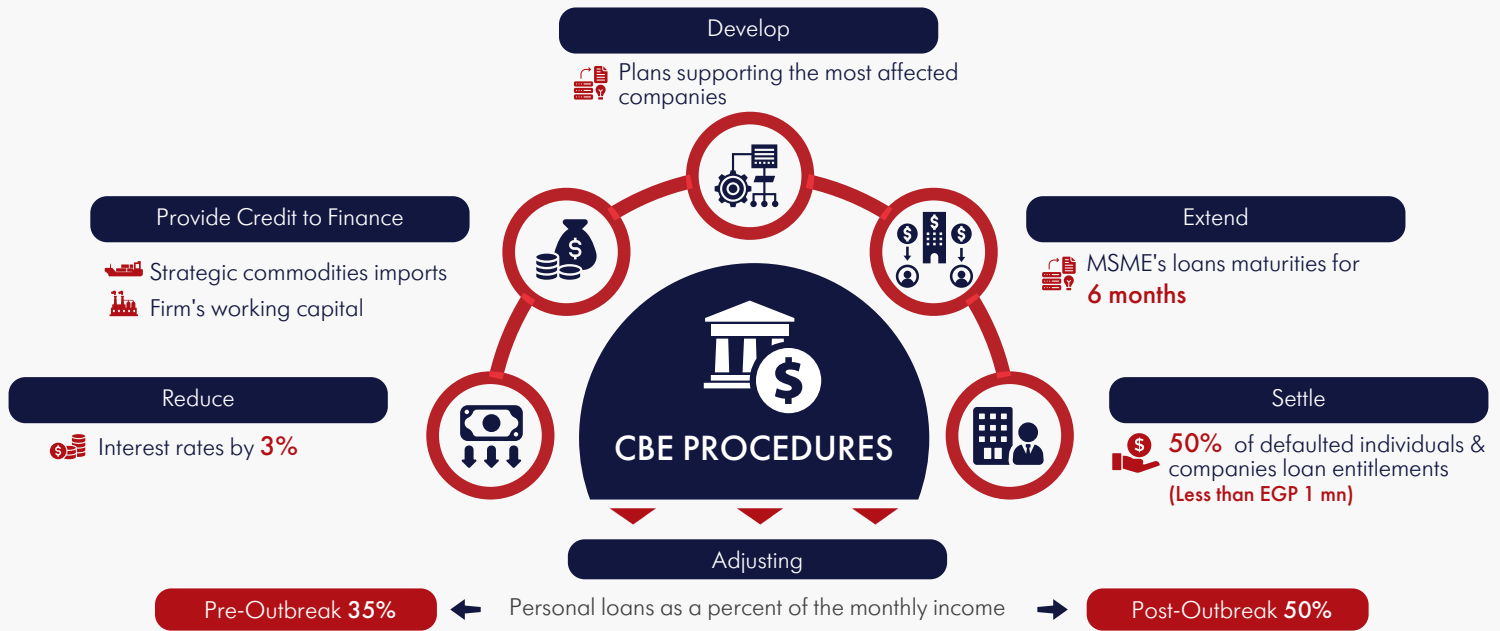 Develop
Plans supporting the most affected
companies
Provide Credit to Finance
Strategic commodities imports
Firm's working capital
Extend
MSME's loans maturities for
6 months
Reduce
Interest rates by 3%
Settle
50% of defaulted individuals &
companies loan entitlements
(Less than EGP 1 mn)
CBE PROCEDURES
Adjusting
Pre-Outbreak 35%
Personal loans as a percent of the monthly income
Post-Outbreak 50%